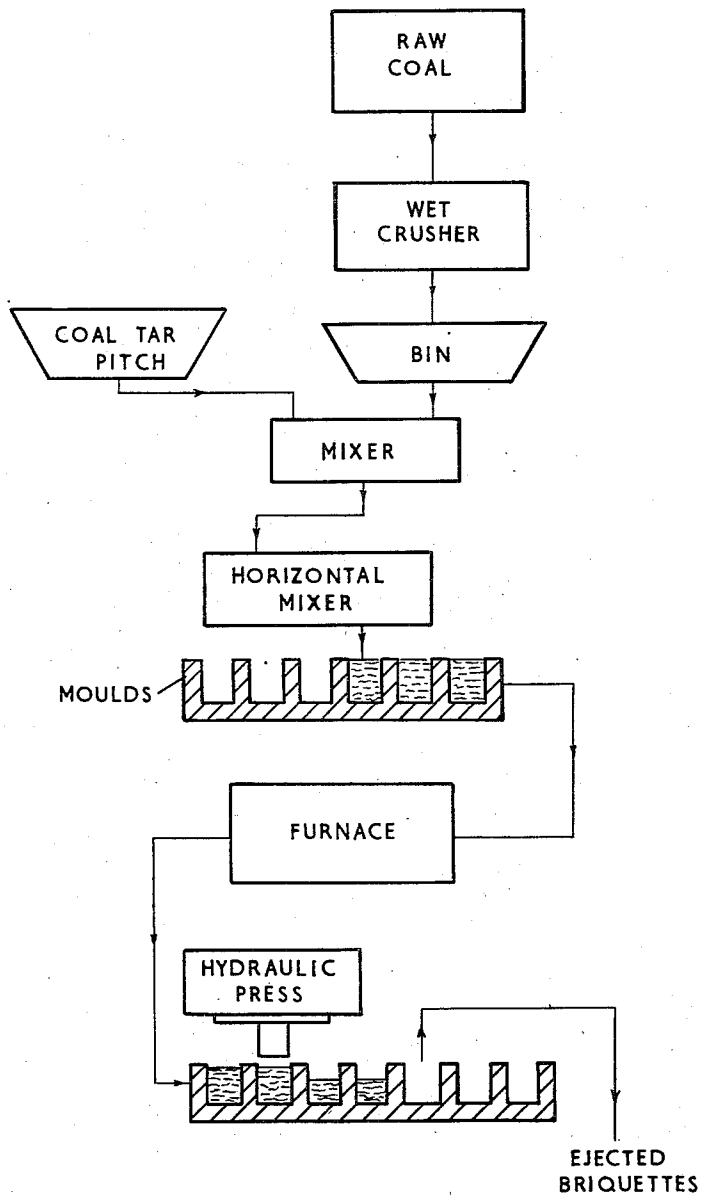 RAW
COAL
WET
CRUSHER
COAL TAR
PITCH
BIN
MIXER
HORIZONTAL
MIXER
MOULDS
FURNACE
HYDRAULIC
PRESS
EJECTED
BRIQUETTES